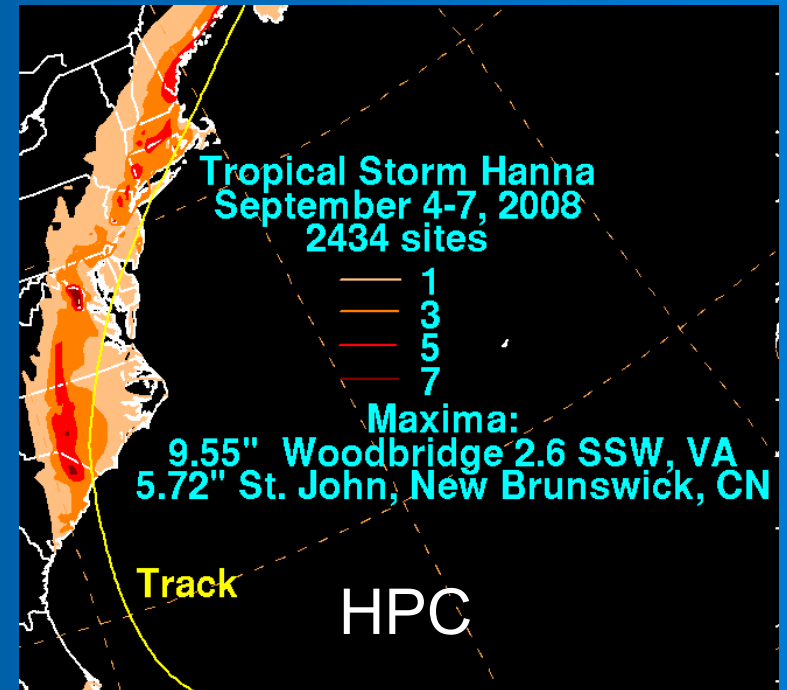 Tropical Storm Hanna
September 4-7, 2008
2434 sites
1
3
5
7
Maxima:
9.55" Woodbridge 2.6 SSW, VA
5.72" St. John, New Brunswick, CN
Track
HPC